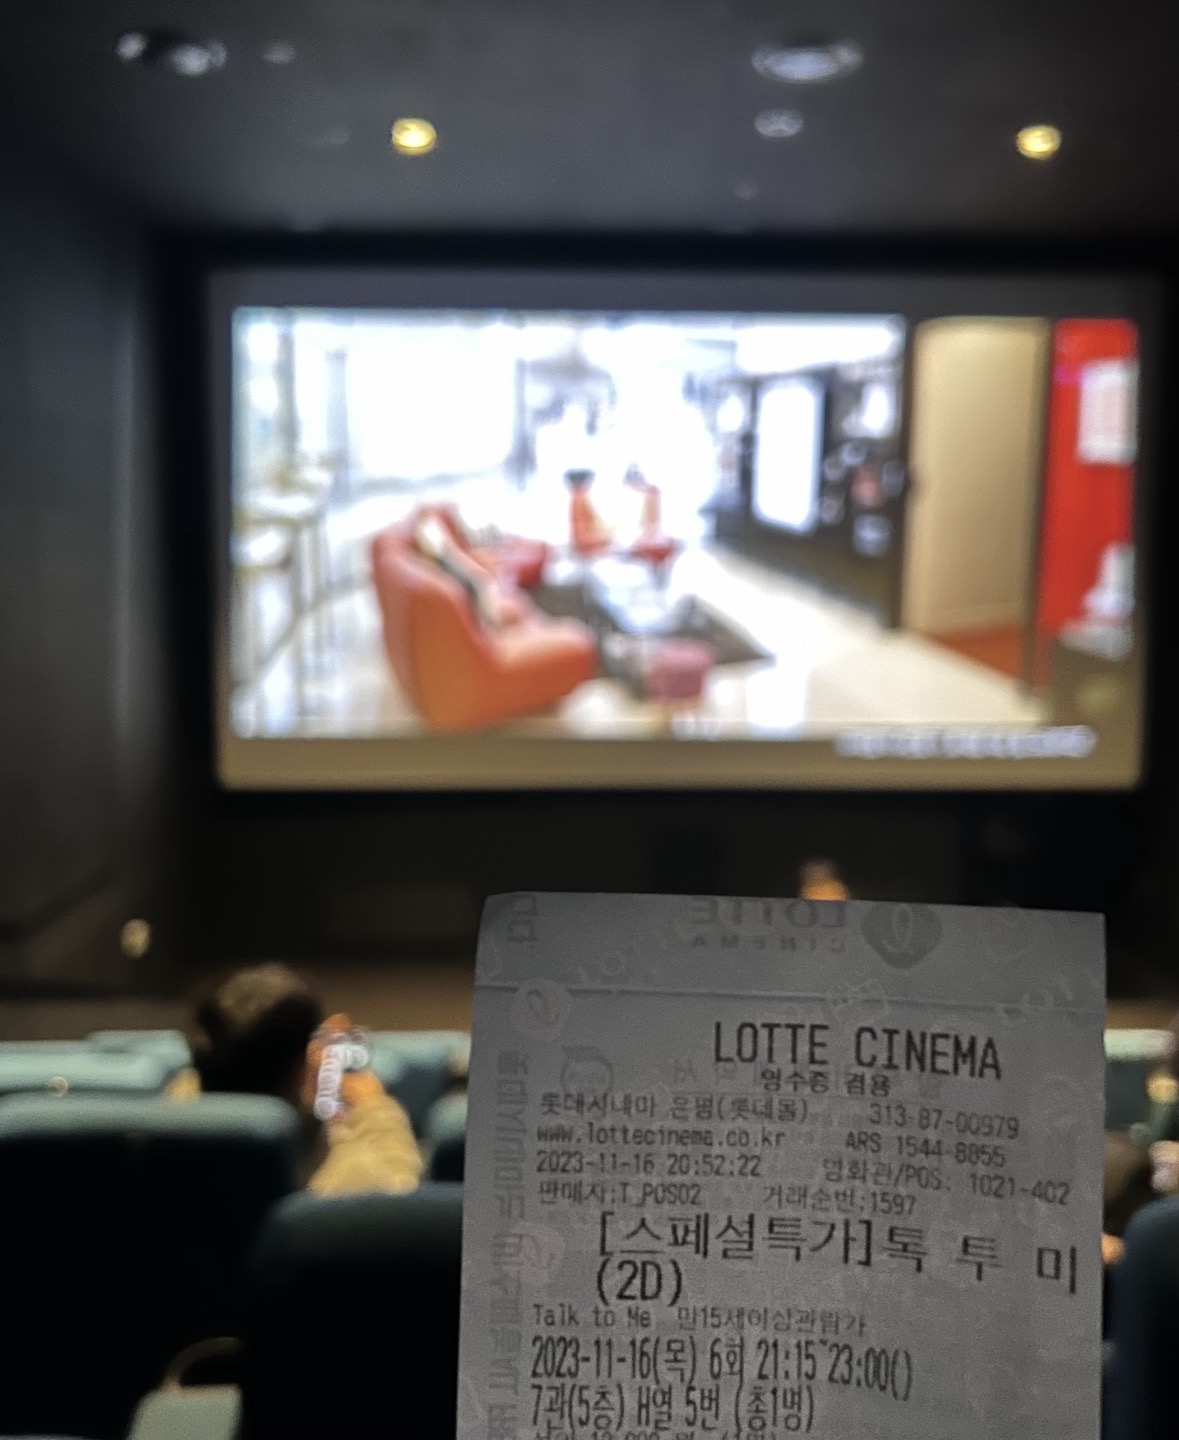 LOTTE CINEMA
영수증 겸용
롯데시네마 은평(롯데몰) 313-87-00979
www.lottecinema.co.kr ARS 1544-8855
2023-11-16 20:52:22 영화관/POS: 1021-402
판매자:T_POS02 거래순번:1597
[스페셜특가]톡 투 미
(2D)
Talk to Me 만15세이상관람가
2023-11-16(목) 6회 21:15~23:00()
7관(5층) H열 5번 (총1명)